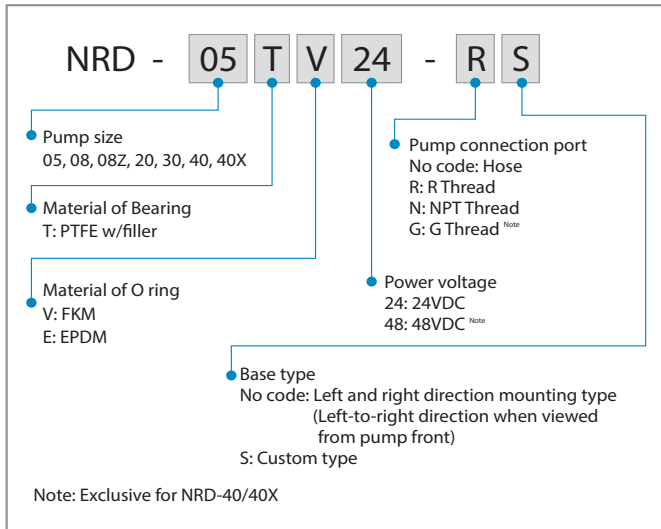 NRD - 05 T V 24 - R S
Pump size
05, 08, 08Z, 20, 30, 40, 40X
Material of Bearing
T: PTFE w/filler
Material of O ring
V: FKM
E: EPDM
Pump connection port
No code: Hose
R: R Thread
N: NPT Thread
G: G Thread Note
Power voltage
24: 24VDC
48: 48VDC Note
Base type
No code: Left and right direction mounting type
(Left-to-right direction when viewed
from pump front)
S: Custom type
Note: Exclusive for NRD-40/40X